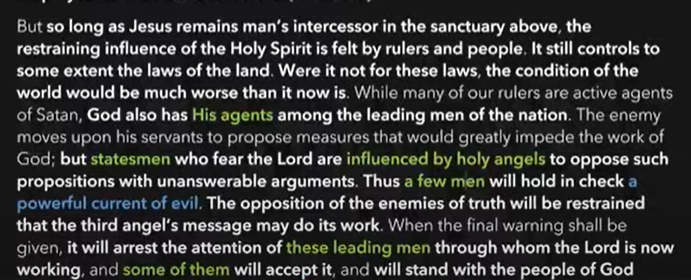 But so long as Jesus remains man's intercessor in the sanctuary above, the
restraining influence of the Holy Spirit is felt by rulers and people. It still controls to
some extent the laws of the land. Were it not for these laws, the condition of the
world would be much worse than it now is. While many of our rulers are active agents
of Satan, God also has His agents among the leading men of the nation. The enemy
moves upon his servants to propose measures that would greatly impede the work of
God; but statesmen who fear the Lord are influenced by holy angels to oppose such
propositions with unanswerable arguments. Thus a few men will hold in check a
powerful current of evil. The opposition of the enemies of truth will be restrained
that the third angel's message may do its work. When the final warning shall be
given, it will arrest the attention of these leading men through whom the Lord is now
working, and some of them will accept it, and will stand with the people of God